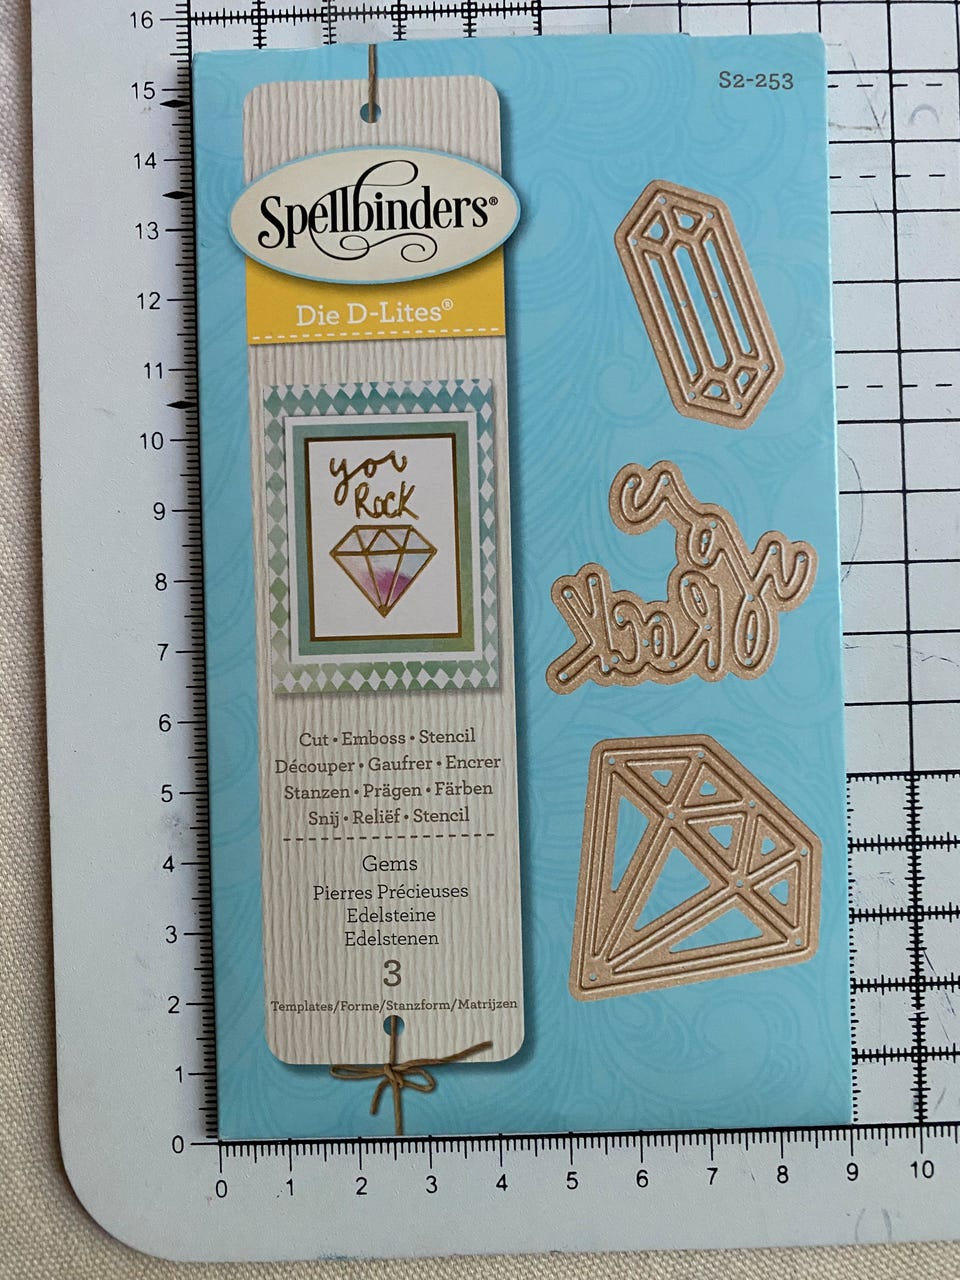 S2-253
Spellbinders®
Die D-Lites®
you
Rock
Cut • Emboss • Stencil
Découper • Gaufrer • Encrer
Stanzen • Prägen • Färben
Snij • Reliëf • Stencil
Gems
Pierres Précieuses
Edelsteine
Edelstenen
3
Templates/Forme/Stanzform/Matrijzen
you
Rock
16
15
14
13
12
11
10
9
8
7
6
5
4
3
2
1
0
0 1 2 3 4 5 6 7 8 9 10